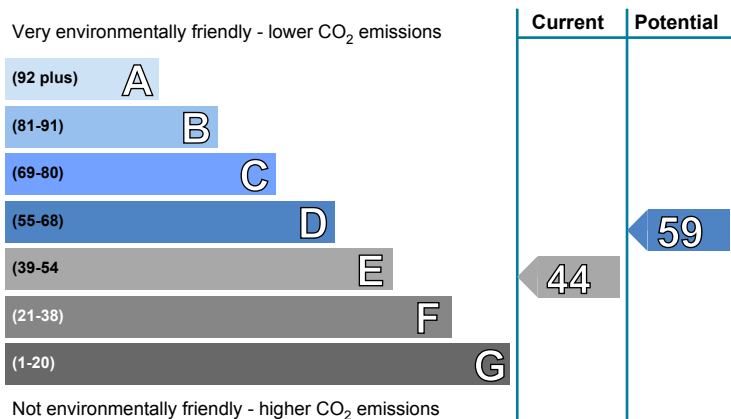 Current Potential
Very environmentally friendly - lower CO2 emissions
(92 plus) A
(81-91) B
(69-80) C
(55-68) D
59
(39-54 E
44
(21-38) F
(1-20) G
Not environmentally friendly - higher CO2 emissions